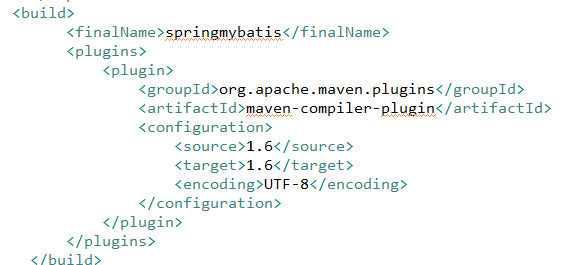 <build>
<finalName>springmybatis</finalName>
<plugins>
<plugin>
<groupId>org.apache.maven.plugins</groupId>
<artifactId>maven-compiler-plugin</artifactId>
<configuration>
<source>1.6</source>
<target>1.6</target>
<encoding>UTF-8</encoding>
</configuration>
</plugin>
</plugins>
</build>